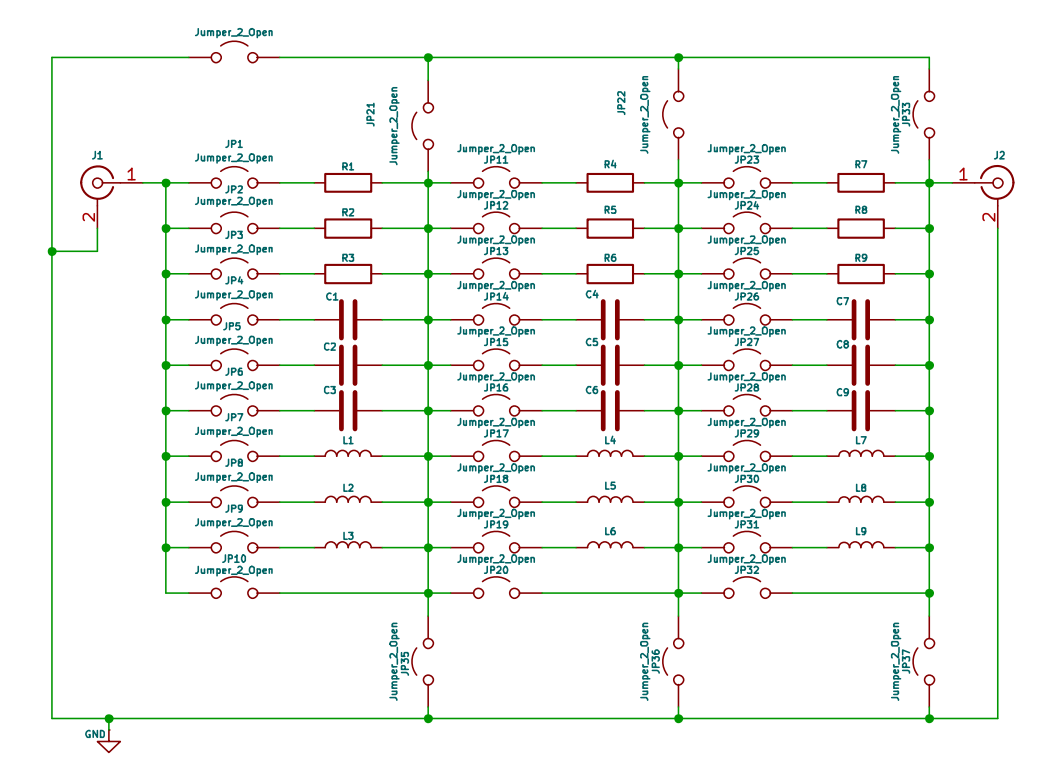 Jumper_2_Open
JP21
Jumper_2_Open
JP22
Jumper_2_Open
Jumper_2_Open
JP33
J1
1
2
J2
1
2
JP1
Jumper_2_Open
R1
Jumper_2_Open
JP11
R4
Jumper_2_Open
JP23
R7
JP2
Jumper_2_Open
R2
Jumper_2_Open
JP12
R5
Jumper_2_Open
JP24
R8
JP3
Jumper_2_Open
R3
Jumper_2_Open
JP13
R6
Jumper_2_Open
JP25
R9
JP4
Jumper_2_Open
C1
Jumper_2_Open
JP14
C4
Jumper_2_Open
JP26
C7
JP5
Jumper_2_Open
C2
Jumper_2_Open
JP15
C5
Jumper_2_Open
JP27
C8
JP6
Jumper_2_Open
C3
Jumper_2_Open
JP16
C6
Jumper_2_Open
JP28
C9
JP7
Jumper_2_Open
L1
Jumper_2_Open
JP17
L4
Jumper_2_Open
JP29
L7
JP8
Jumper_2_Open
L2
Jumper_2_Open
JP18
L5
Jumper_2_Open
JP30
L8
JP9
Jumper_2_Open
L3
Jumper_2_Open
JP19
L6
Jumper_2_Open
JP31
L9
JP10
Jumper_2_Open
Jumper_2_Open
JP20
Jumper_2_Open
JP32
Jumper_2_Open
JP35
Jumper_2_Open
JP36
Jumper_2_Open
JP37
GND